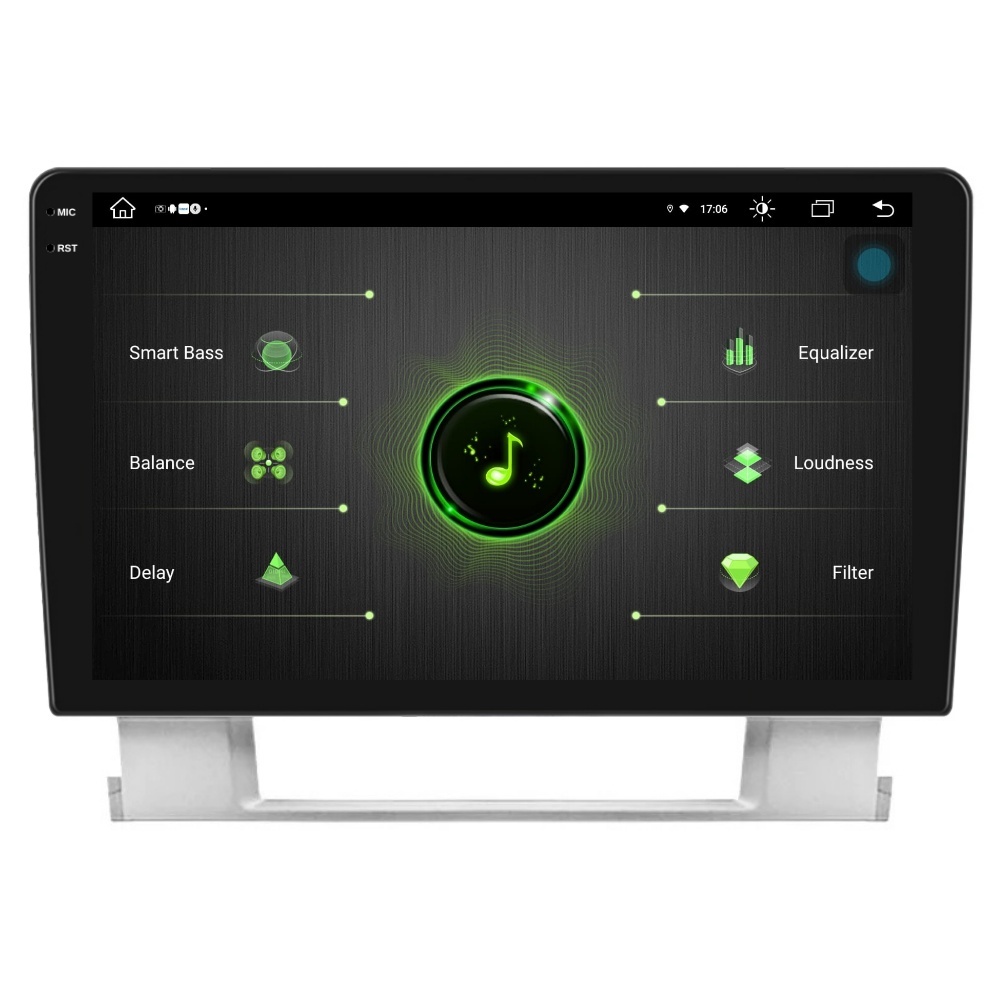 MIC
RST
17:06
Smart Bass
Equalizer
Balance
Loudness
Delay
Filter